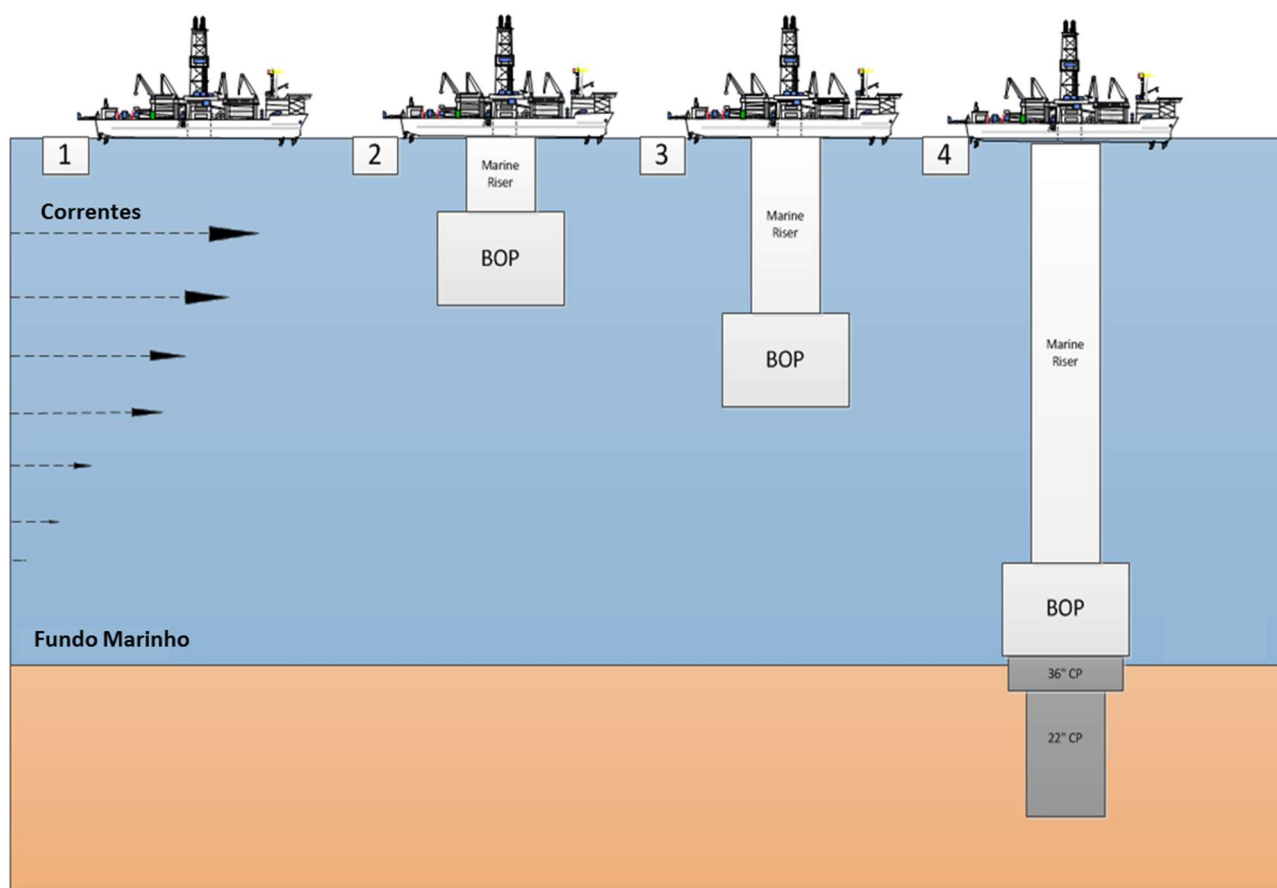 1
2
3
4
Correntes
Marine
Riser
BOP
Marine
Riser
BOP
Marine
Riser
BOP
36" CP
22" CP
Fundo Marinho